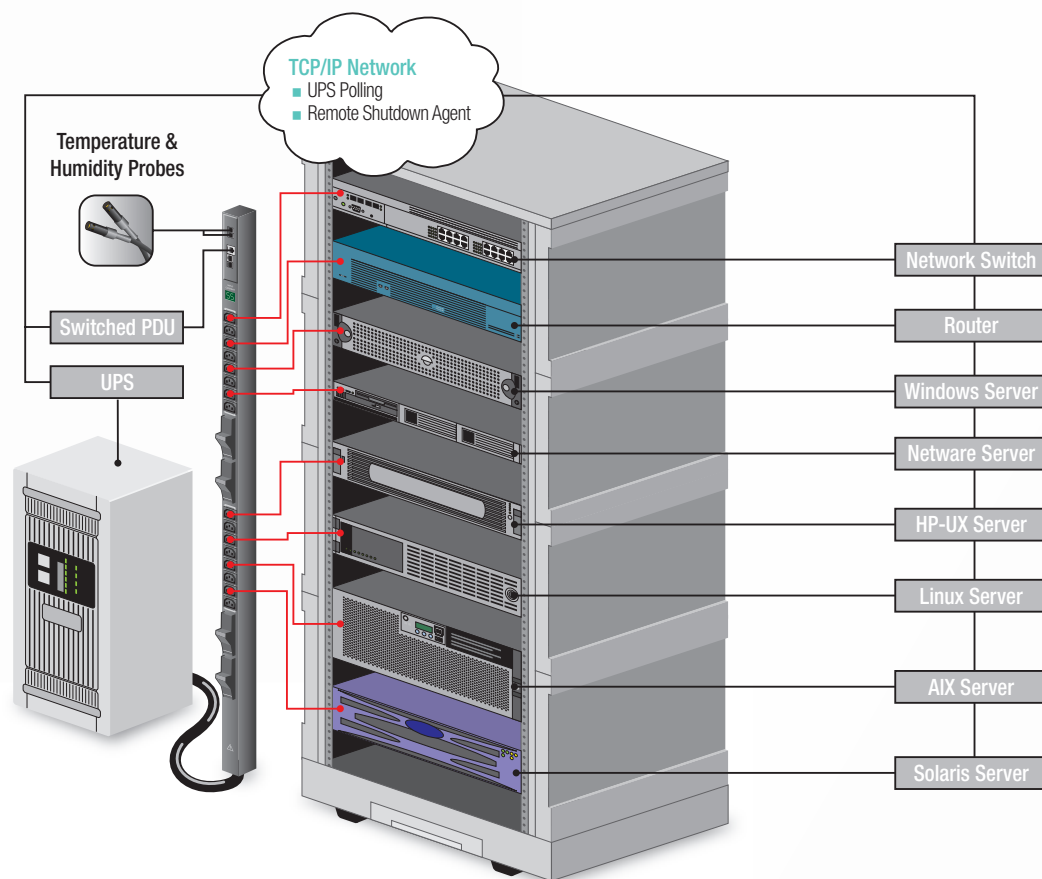 TCP/IP Network
UPS Polling
Remote Shutdown Agent
Temperature &
Humidity Probes
Switched PDU
UPS
Network Switch
Router
Windows Server
Netware Server
HP-UX Server
Linux Server
AIX Server
Solaris Server